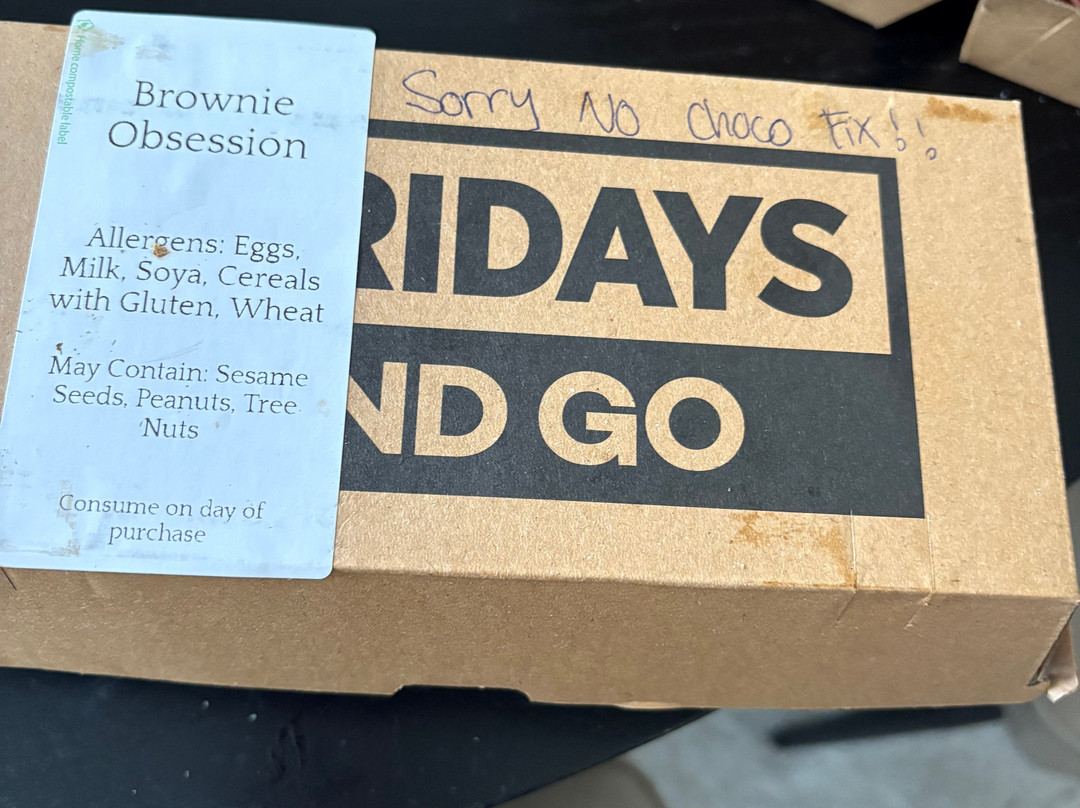 Home compostable label
Brownie
Obsession
Allergens: Eggs,
Milk, Soya, Cereals
with Gluten, Wheat
May Contain: Sesame
Seeds, Peanuts, Tree
Nuts
Consume on day of
purchase
Sorry No choco Fix!!
RIDAYS
ND GO